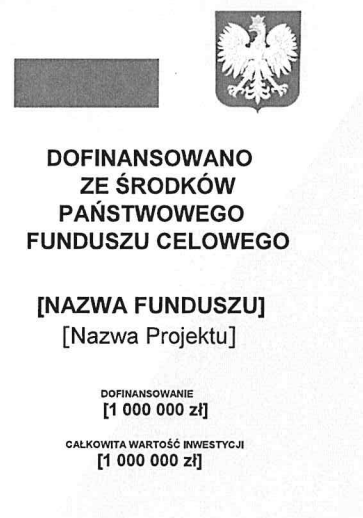 DOFINANSOWANO
ZE ŚRODKÓW
PAŃSTWOWEGO
FUNDUSZU CELOWEGO
[NAZWA FUNDUSZU]
[Nazwa Projektu]
DOFINANSOWANIE
[1 000 000 zł]
CAŁKOWITA WARTOŚĆ INWESTYCJI
[1 000 000 zł]